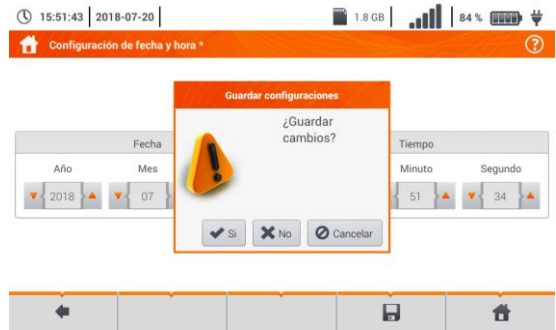 15:51:43 2018-07-20 1.8 GB 84 %
Configuración de fecha y hora *
?
Guardar configuraciones
¿Guardar
cambios?
Fecha Tiempo
Año Mes Minuto Segundo
2018 07 51 34
Si No Cancelar